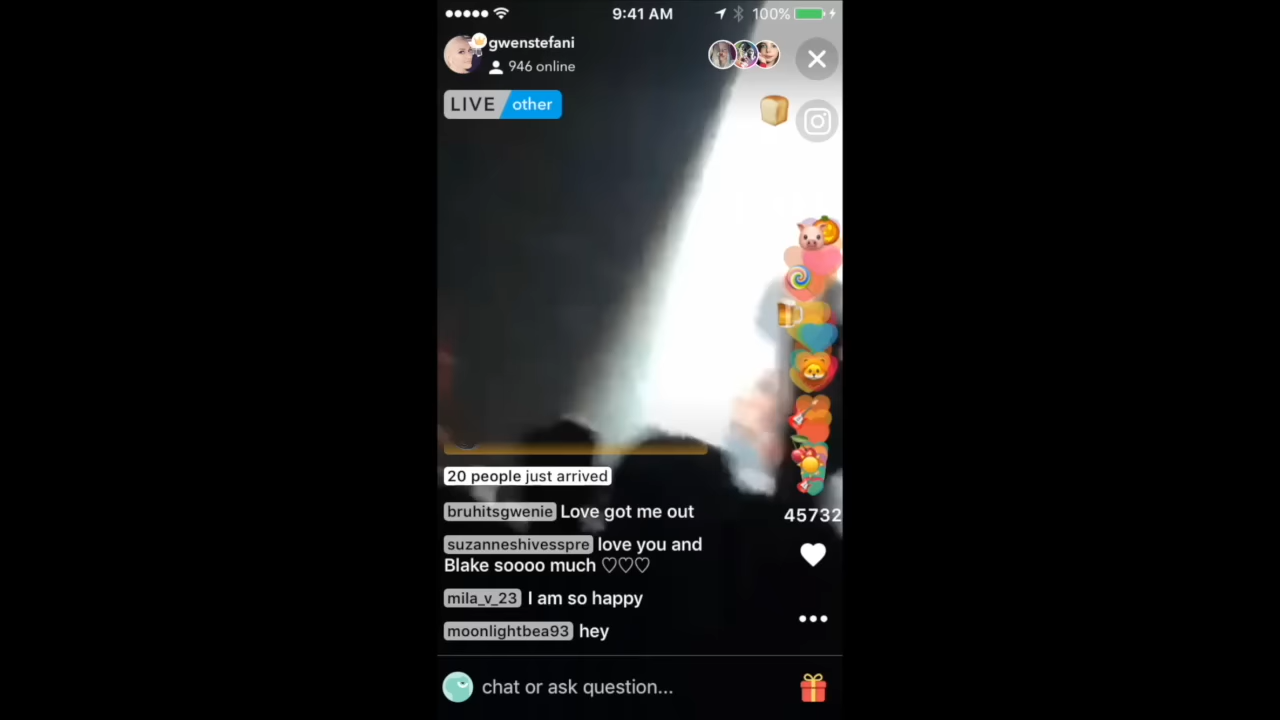 9:41 AM
100%
gwenstefani
946 online
LIVE other
20 people just arrived
bruhitsgwenie Love got me out
45732
suzanneshivesspre love you and
Blake soooo much ♡♡♡
mila_v_23 I am so happy
moonlightbea93 hey
chat or ask question...